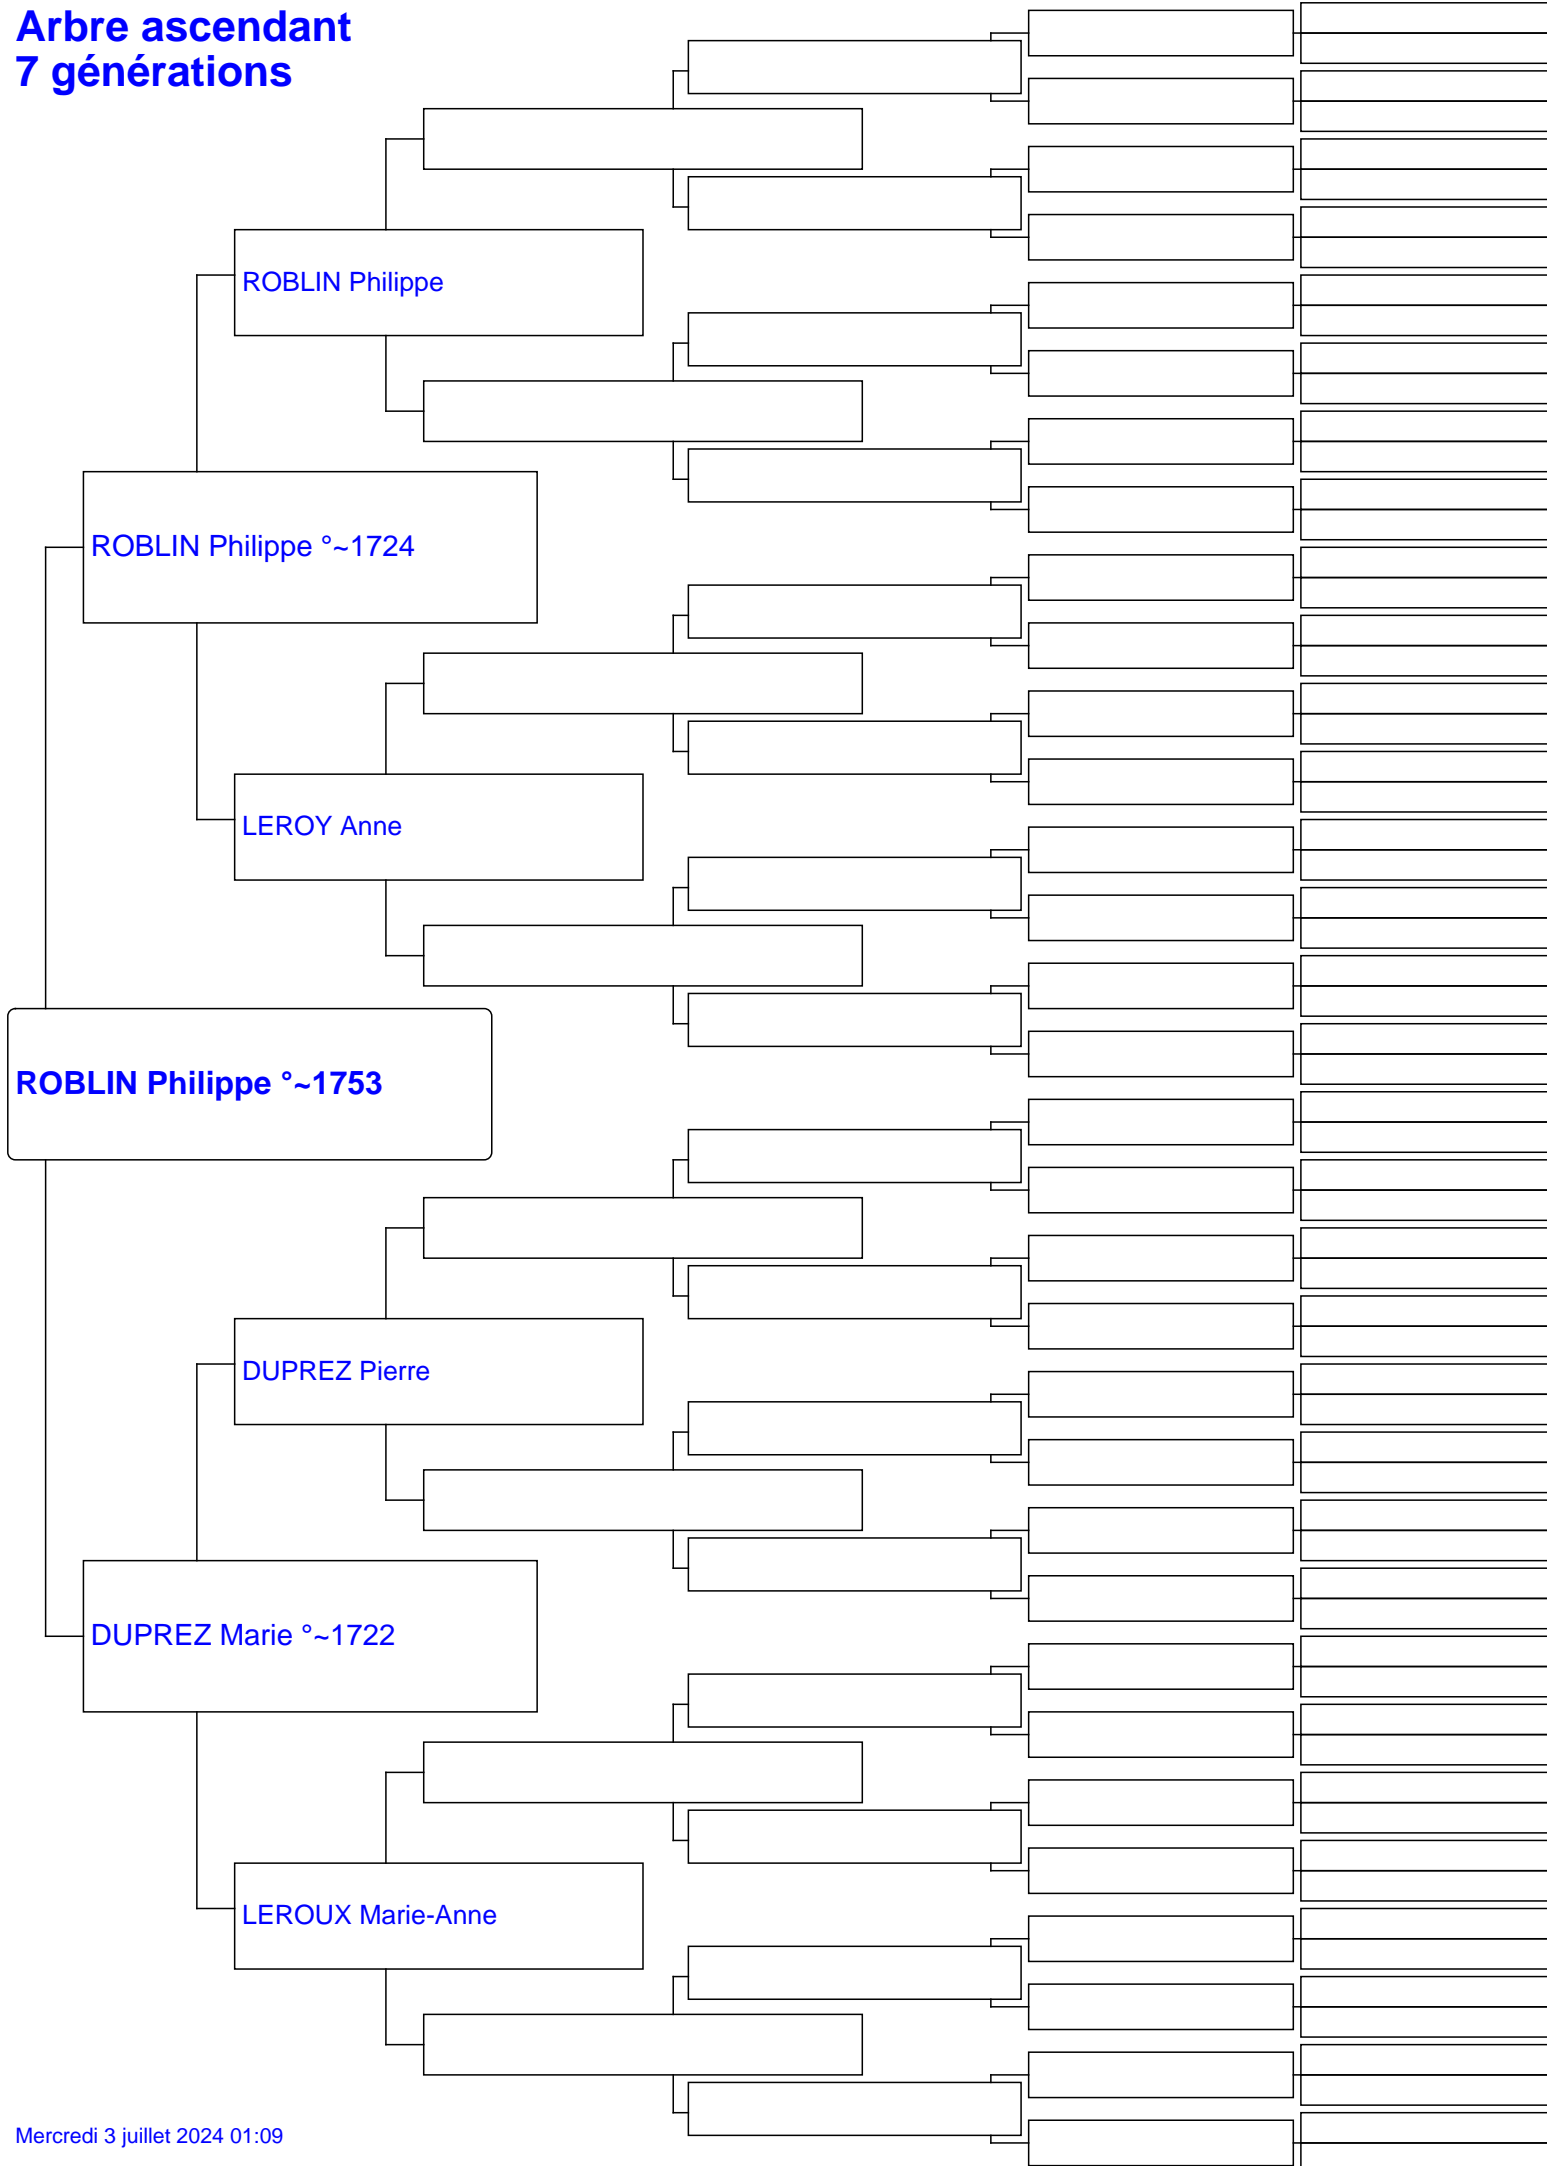 Arbre ascendant
7 générations
ROBLIN Philippe
ROBLIN Philippe °~1724
LEROY Anne
ROBLIN Philippe °~1753
DUPREZ Pierre
DUPREZ Marie °~1722
LEROUX Marie-Anne
Mercredi 3 juillet 2024 01:09